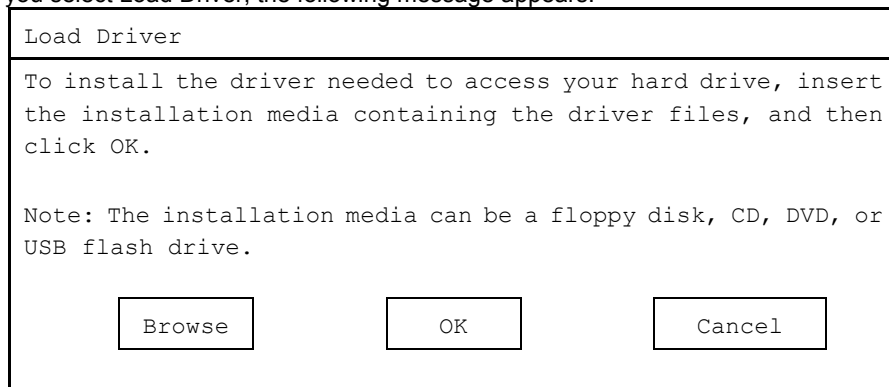 you select Load Driver, the following message appears:
Load Driver
To install the driver needed to access your hard drive, insert
the installation media containing the driver files, and then
click OK.
Note: The installation media can be a floppy disk, CD, DVD, or
USB flash drive.
Browse OK Cancel